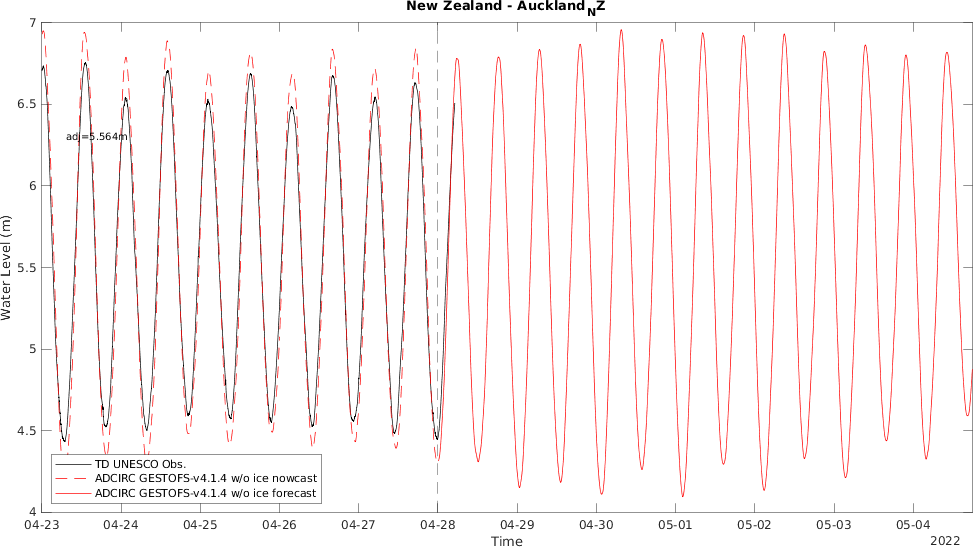 New Zealand - Auckland_NZ
7
6.5
6
5.5
5
4.5
4
Water Level (m)
adj=5.564m
TD UNESCO Obs.
ADCIRC GESTOFS-v4.1.4 w/o ice nowcast
ADCIRC GESTOFS-v4.1.4 w/o ice forecast
04-23 04-24 04-25 04-26 04-27 04-28 04-29 04-30 05-01 05-02 05-03 05-04
Time
2022